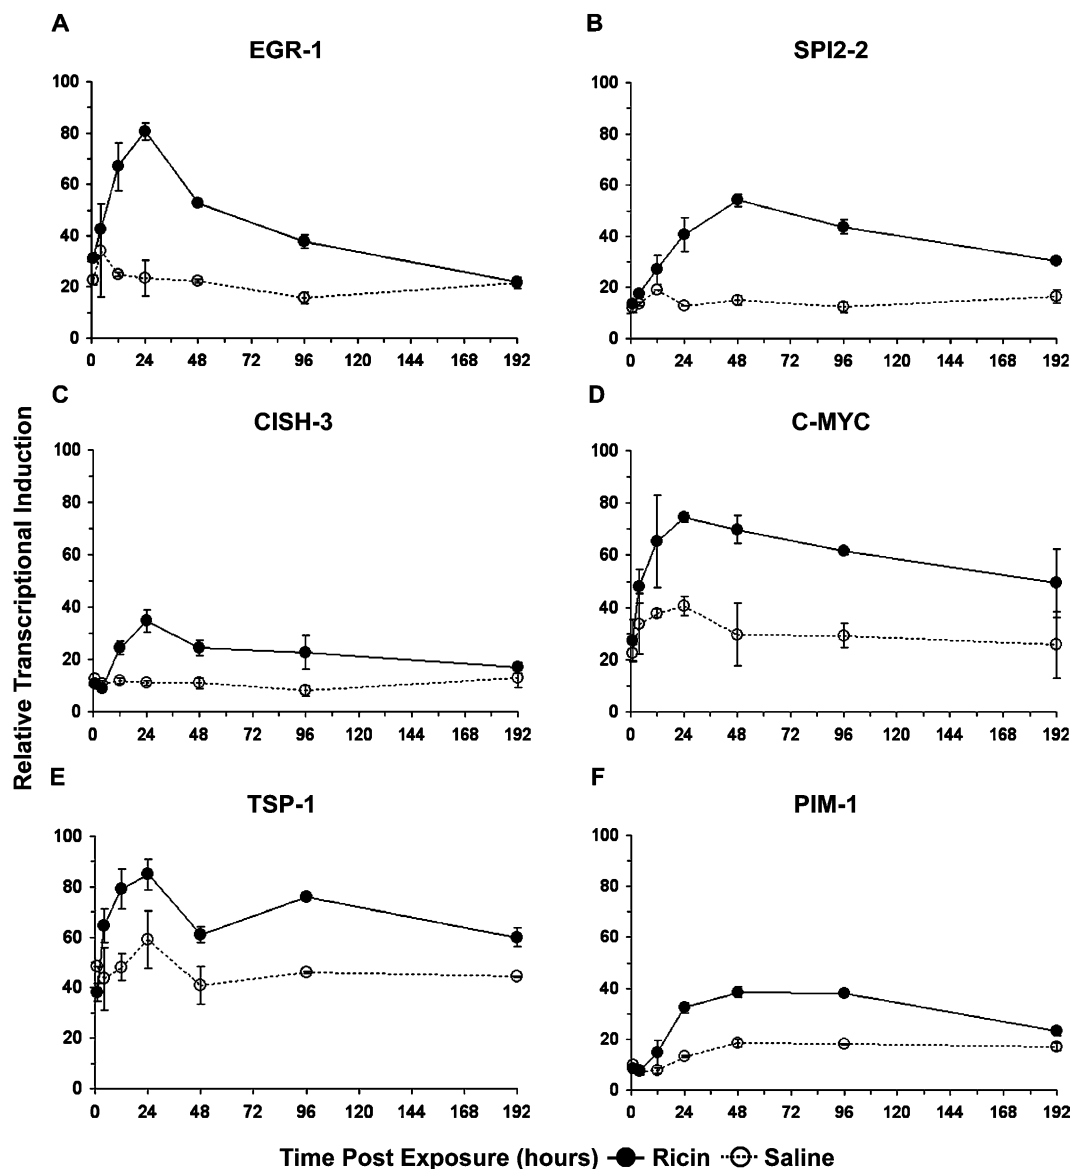 A
EGR-1
100
80
60
40
20
0
0 24 48 72 96 120 144 168 192
B
SPI2-2
100
80
60
40
20
0
0 24 48 72 96 120 144 168 192
C
CISH-3
100
80
60
40
20
0
0 24 48 72 96 120 144 168 192
D
C-MYC
100
80
60
40
20
0
0 24 48 72 96 120 144 168 192
E
TSP-1
100
80
60
40
20
0
0 24 48 72 96 120 144 168 192
F
PIM-1
100
80
60
40
20
0
0 24 48 72 96 120 144 168 192
Relative Transcriptional Induction
Time Post Exposure (hours) Ricin Saline